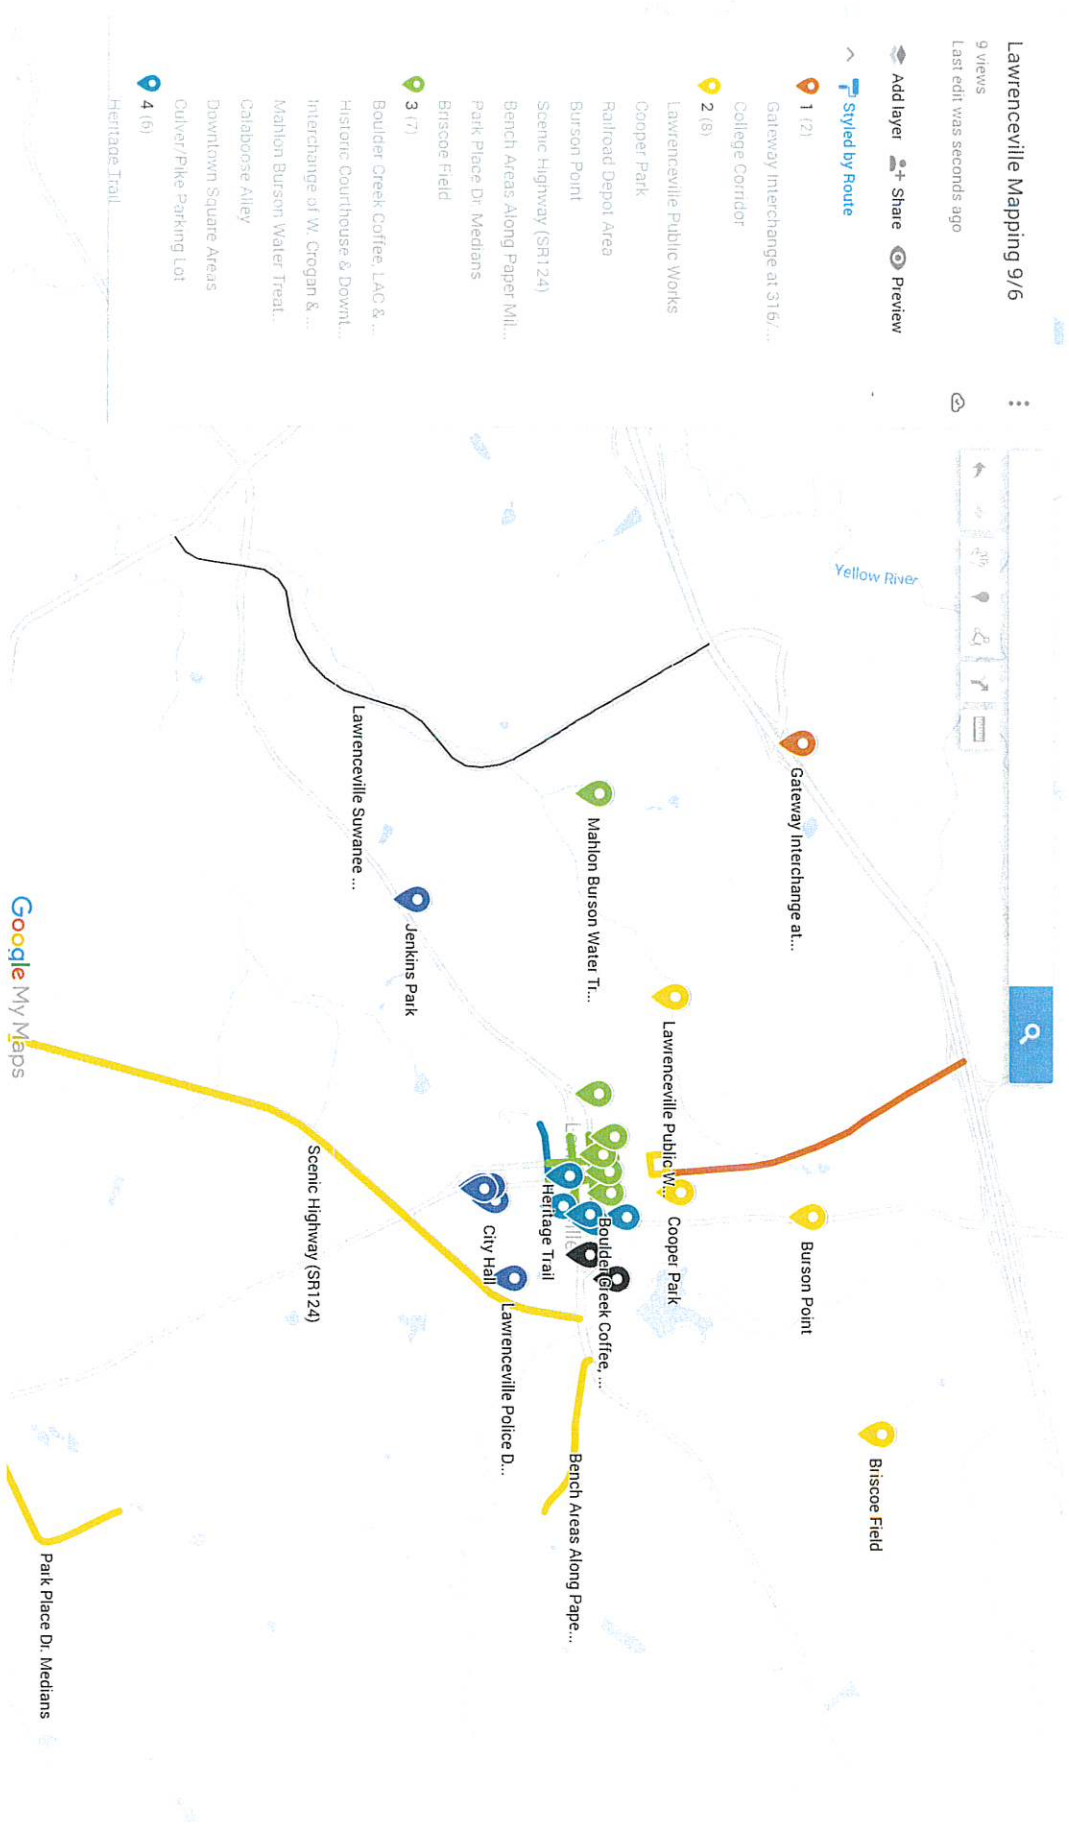 Lawrenceville Mapping 9/6
9 views
Last edit was seconds ago
Add layer
Share
Preview
Styled by Route
1 (2)
Gateway Interchange at 316/...
College Corridor
2 (8)
Lawrenceville Public Works
Cooper Park
Railroad Depot Area
Burson Point
Scenic Highway (SR124)
Bench Areas Along Paper Mil...
Park Place Dr. Medians
Briscoe Field
3 (7)
Boulder Creek Coffee, LAC & ...
Historic Courthouse & Downt...
Interchange of W. Crogan & ...
Mahlon Burson Water Treat...
Calaboose Alley
Downtown Square Areas
Culver/Pike Parking Lot
4 (6)
Heritage Trail
Yellow River
Gateway Interchange at...
Mahlon Burson Water Tr...
Lawrenceville Suwanee ...
Jenkins Park
Lawrenceville Public W...
Burson Point
Cooper Park
Briscoe Field
Boulder Creek Coffee, ...
Heritage Trail
City Hall
Lawrenceville Police D...
Scenic Highway (SR124)
Bench Areas Along Pape...
Park Place Dr. Medians
Google My Maps